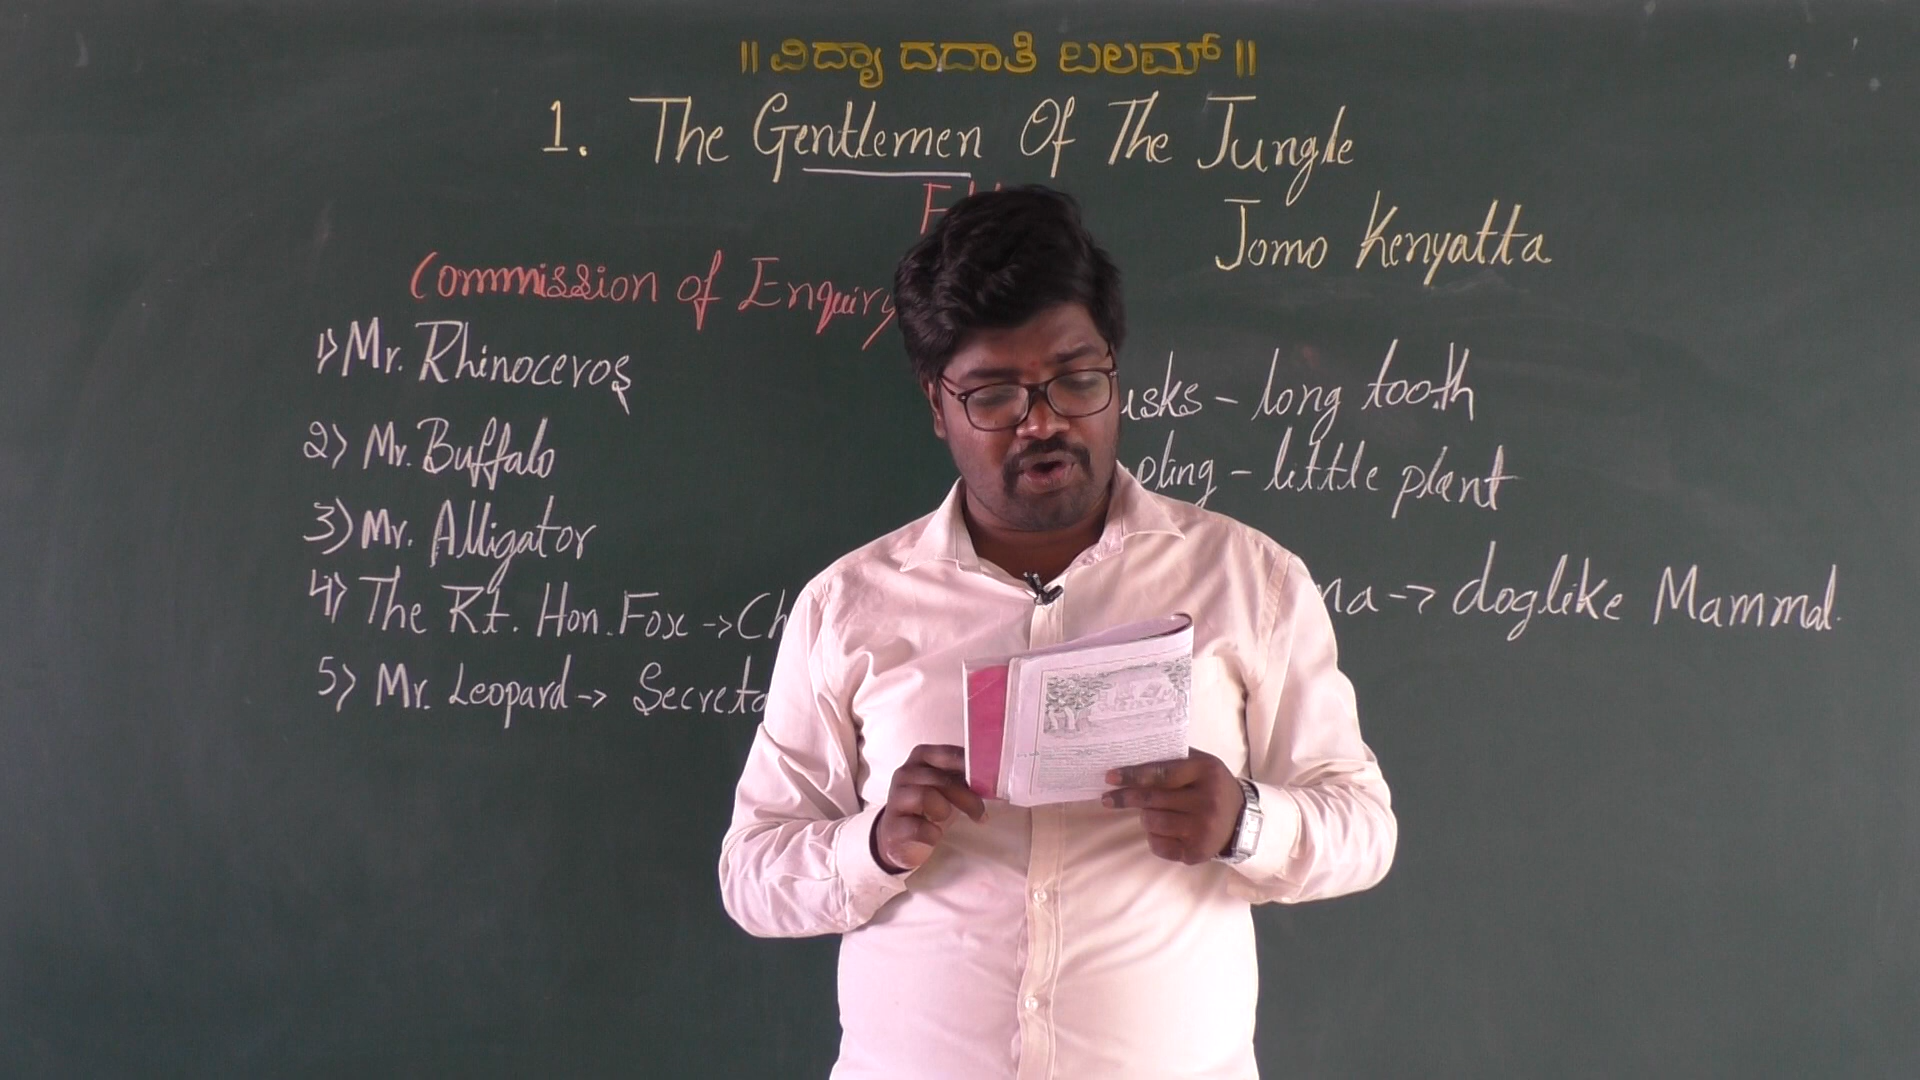 ॥ ವಿದ್ಯಾ ದದಾತಿ ಬಲಮ್ ॥
1. The Gentlemen Of The Jungle
Jomo Kenyatta
Commission of Enquiry
1) Mr. Rhinoceros
2) Mr. Buffalo
3) Mr. Alligator
4) The Rt. Hon. Fox →
5) Mr. Leopard →
– long tooth
– little plant
→ doglike Mammal.